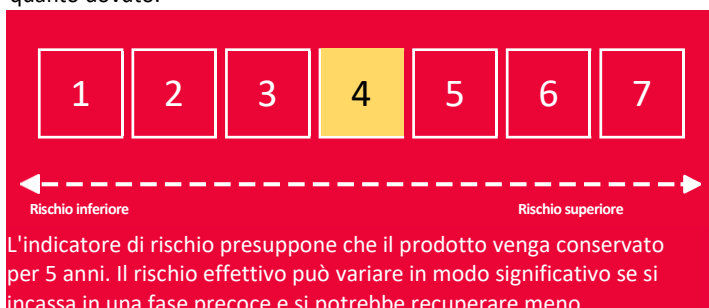 quanto dovuto.
1 2 3 4 5 6 7
Rischio inferiore Rischio superiore
L'indicatore di rischio presuppone che il prodotto venga conservato
per 5 anni. Il rischio effettivo può variare in modo significativo se si
incassa in una fase precoce e si potrebbe recuperare meno